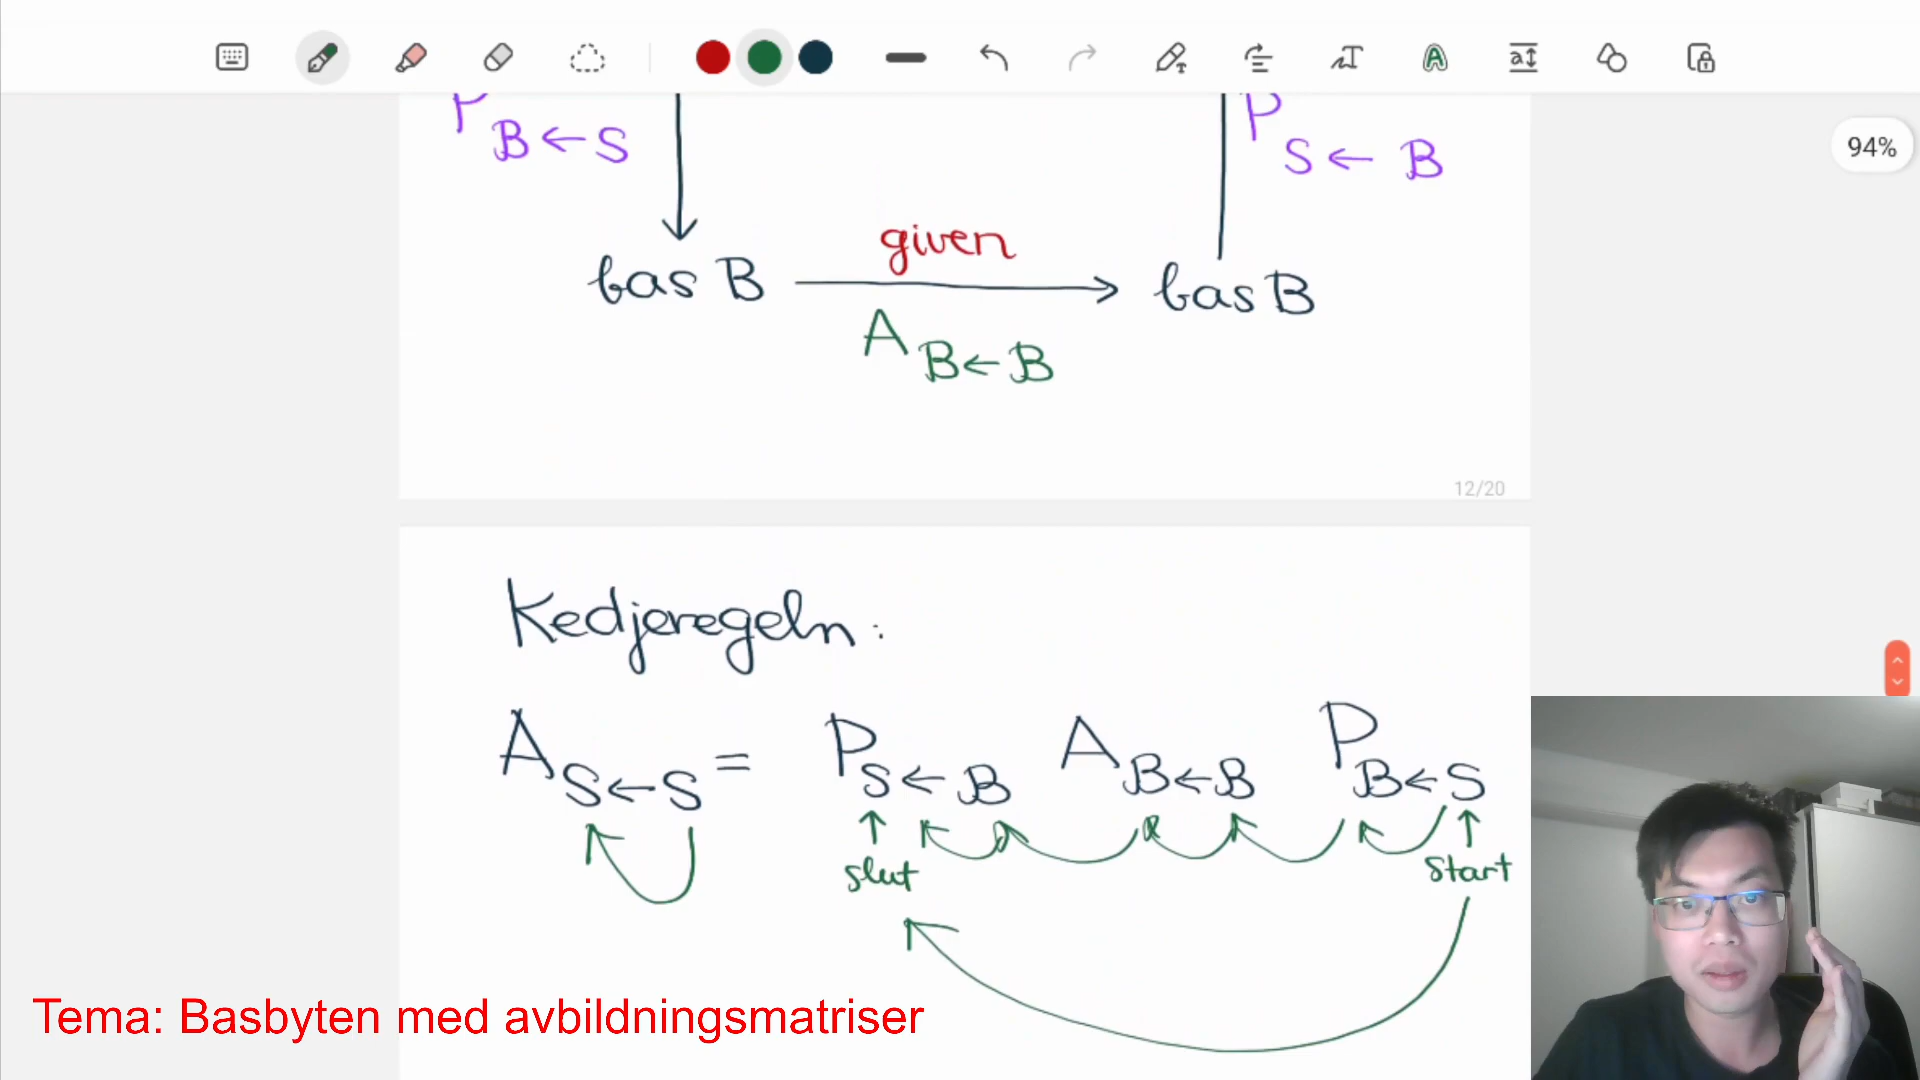 94%
P B←S
P S←B
given
bas B
bas B
A B←B
12/20
Kedjeregeln:
A S←S = P S←B A B←B P B←S
slut
Start
Tema: Basbyten med avbildningsmatriser